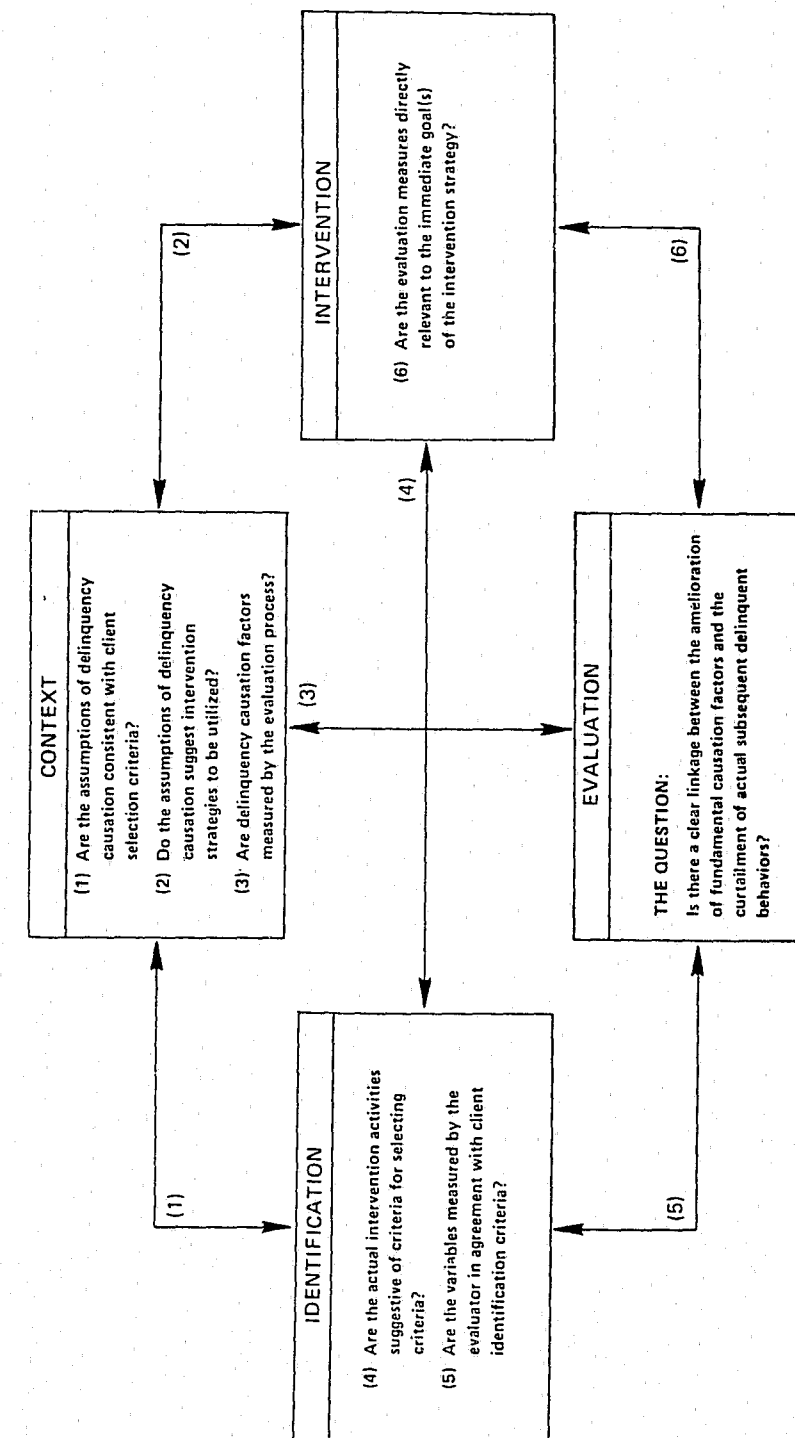 CONTEXT
(1) Are the assumptions of delinquency
causation consistent with client
selection criteria?
(2) Do the assumptions of delinquency
causation suggest intervention
strategies to be utilized?
(3) Are delinquency causation factors
measured by the evaluation process?
(1)
(2)
(3)
(4)
IDENTIFICATION
(4) Are the actual intervention activities
suggestive of criteria for selecting
criteria?
(5) Are the variables measured by the
evaluator in agreement with client
identification criteria?
INTERVENTION
(6) Are the evaluation measures directly
relevant to the immediate goal(s)
of the intervention strategy?
(5)
(6)
EVALUATION
THE QUESTION:
Is there a clear linkage between the amelioration
of fundamental causation factors and the
curtailment of actual subsequent delinquent
behaviors?